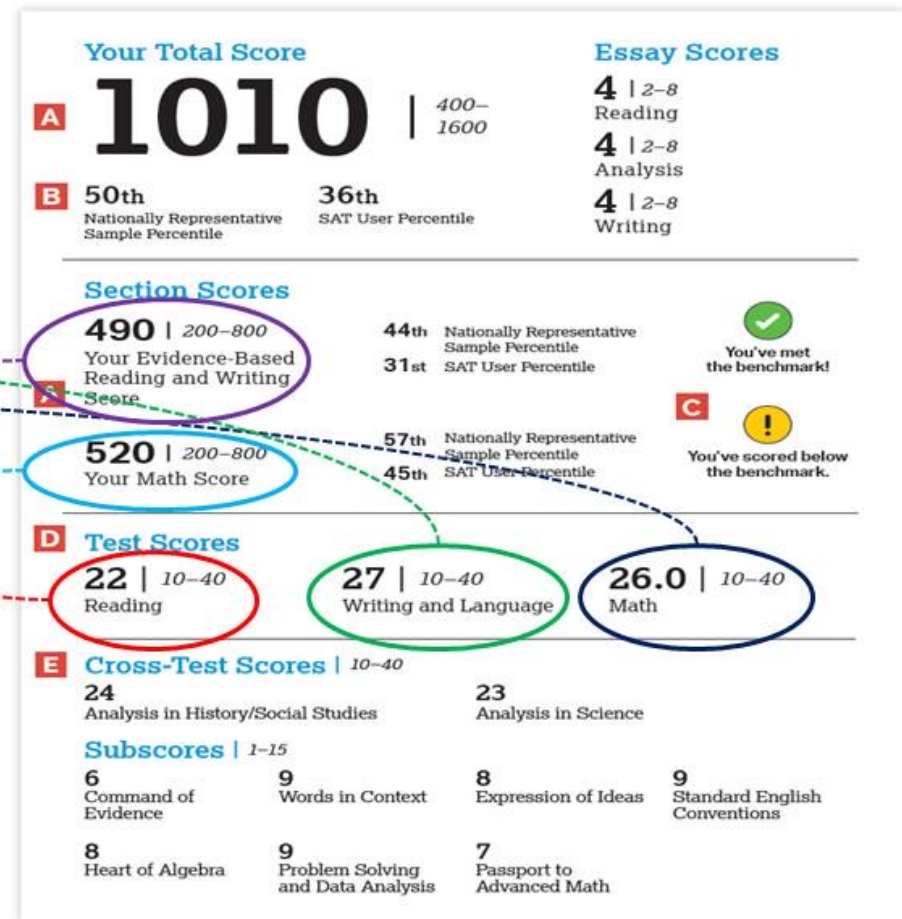 Your Total Score
A
1010 | 400–
1600
B
50th
Nationally Representative
Sample Percentile
36th
SAT User Percentile
Essay Scores
4 | 2–8
Reading
4 | 2–8
Analysis
4 | 2–8
Writing
Section Scores
490 | 200–800
Your Evidence-Based
Reading and Writing
Score
A
44th Nationally Representative
Sample Percentile
31st SAT User Percentile
You've met
the benchmark!
520 | 200–800
Your Math Score
57th Nationally Representative
Sample Percentile
45th SAT User Percentile
C
!
You've scored below
the benchmark.
D
Test Scores
22 | 10–40
Reading
27 | 10–40
Writing and Language
26.0 | 10–40
Math
E
Cross-Test Scores | 10–40
24
Analysis in History/Social Studies
23
Analysis in Science
Subscores | 1–15
6
Command of
Evidence
9
Words in Context
8
Expression of Ideas
9
Standard English
Conventions
8
Heart of Algebra
9
Problem Solving
and Data Analysis
7
Passport to
Advanced Math